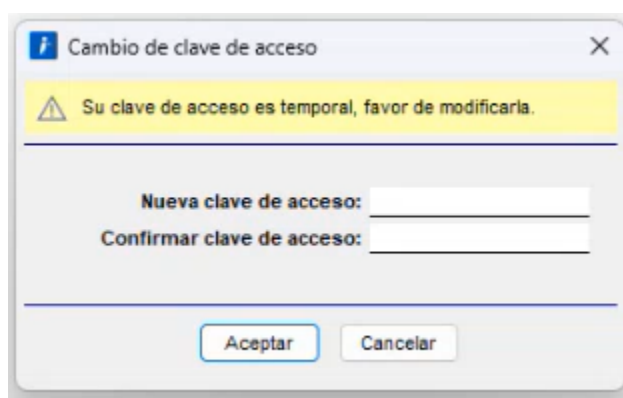 Cambio de clave de acceso
Su clave de acceso es temporal, favor de modificarla.
Nueva clave de acceso:
Confirmar clave de acceso:
Aceptar Cancelar